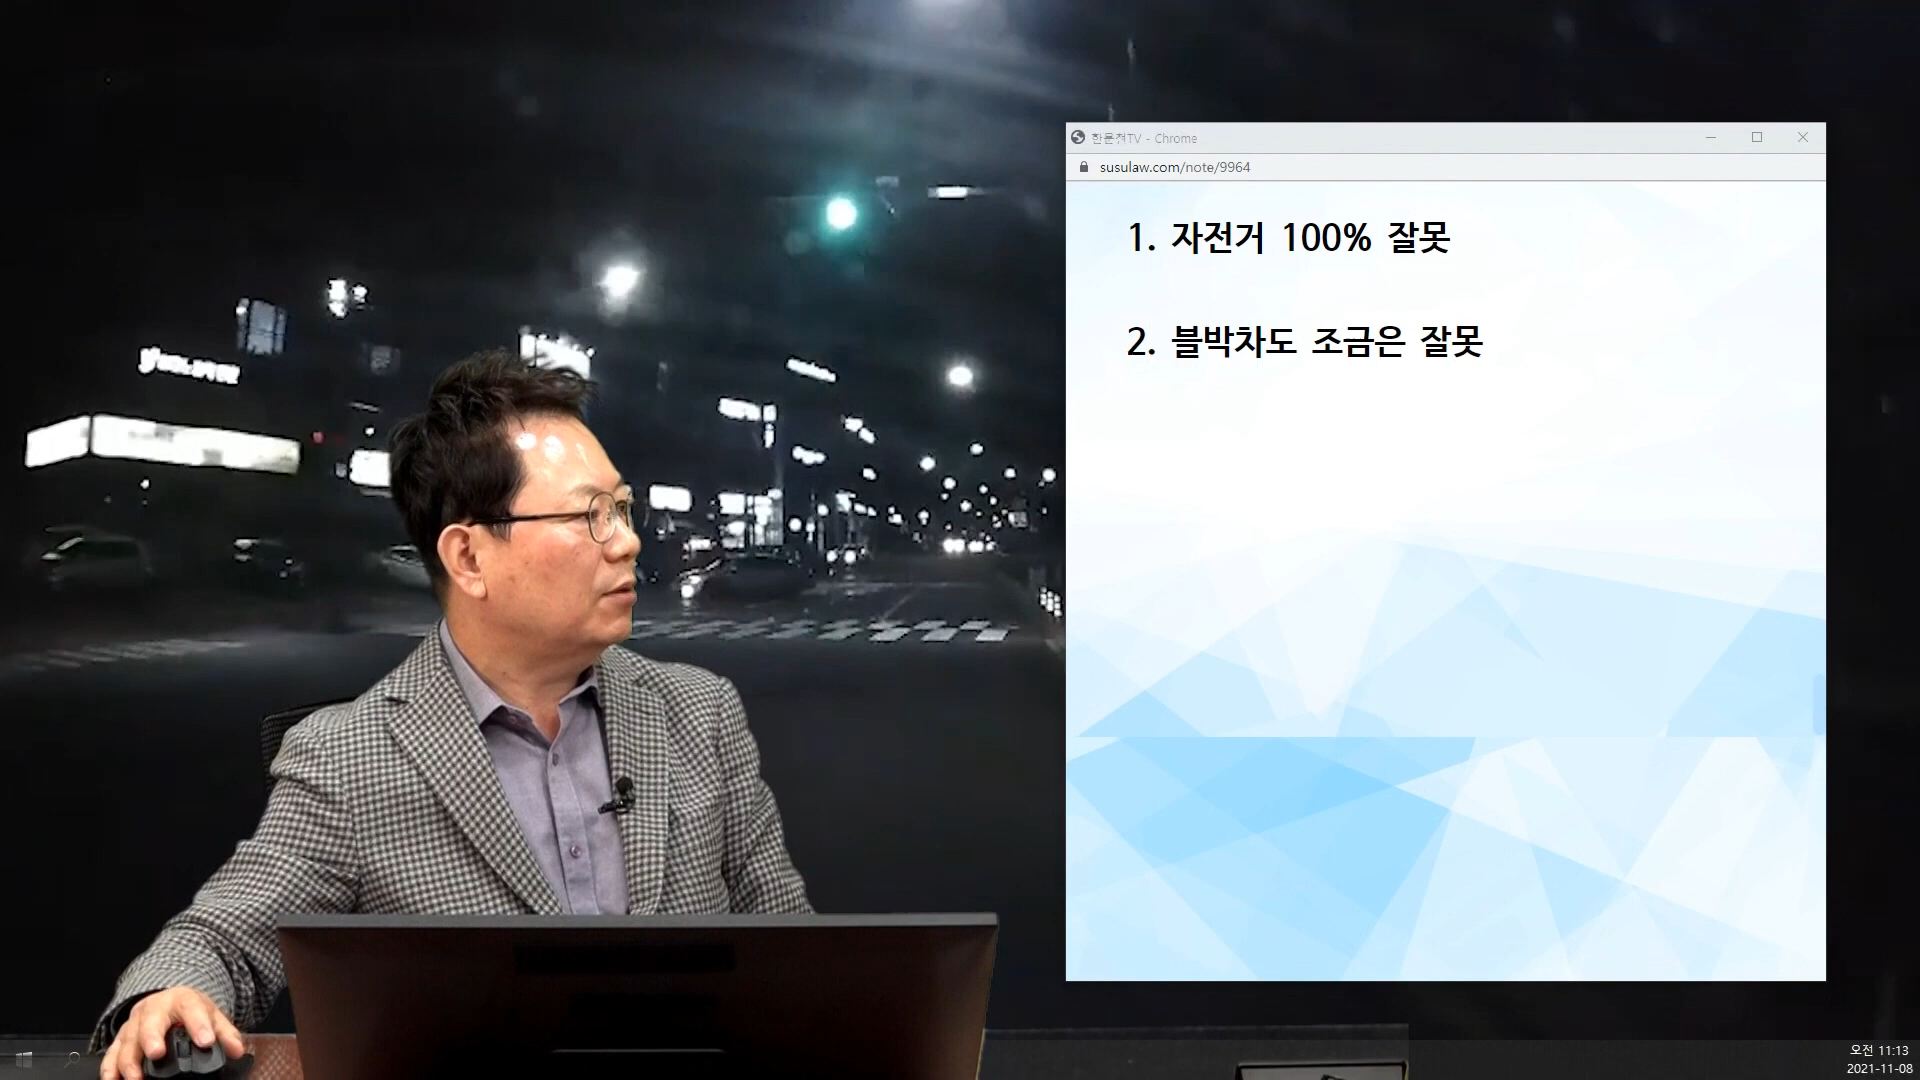 한문철TV - Chrome
susulaw.com/note/9964
1. 자전거 100% 잘못
2. 블박차도 조금은 잘못
오전 11:13
2021-11-08